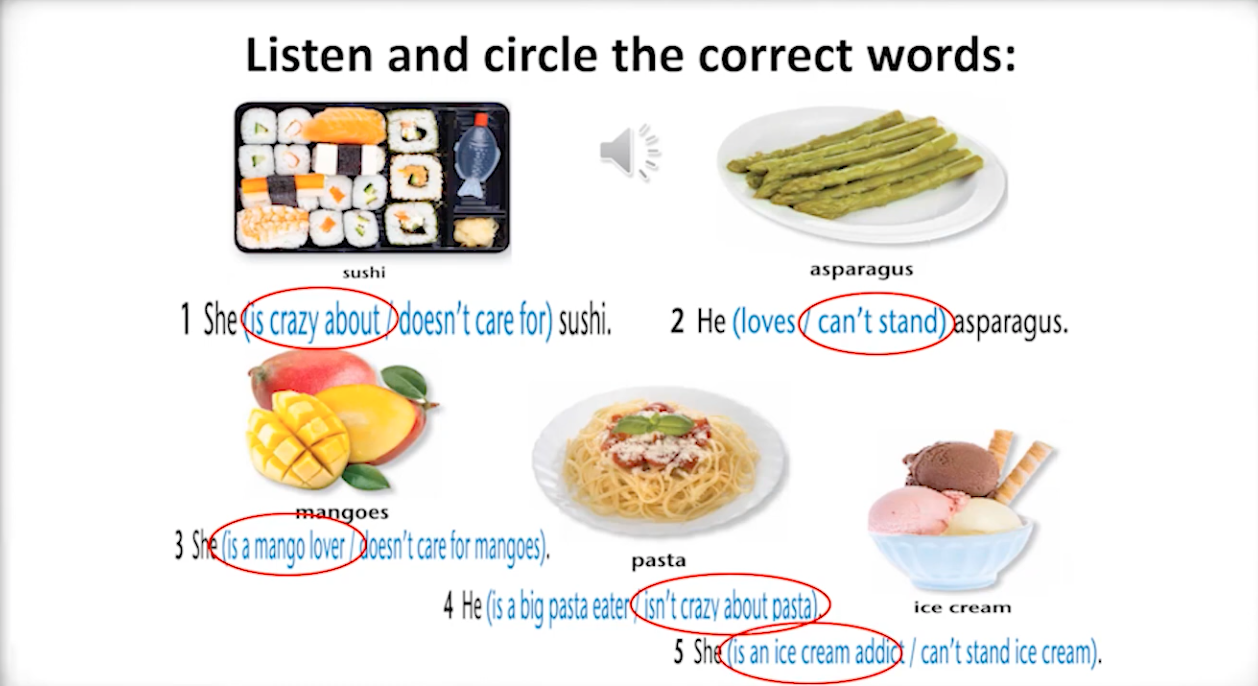 Listen and circle the correct words:
sushi
asparagus
1 She (is crazy about / doesn't care for) sushi.
2 He (loves / can't stand) asparagus.
mangoes
3 She (is a mango lover / doesn't care for mangoes).
pasta
4 He (is a big pasta eater / isn't crazy about pasta).
ice cream
5 She (is an ice cream addict / can't stand ice cream).